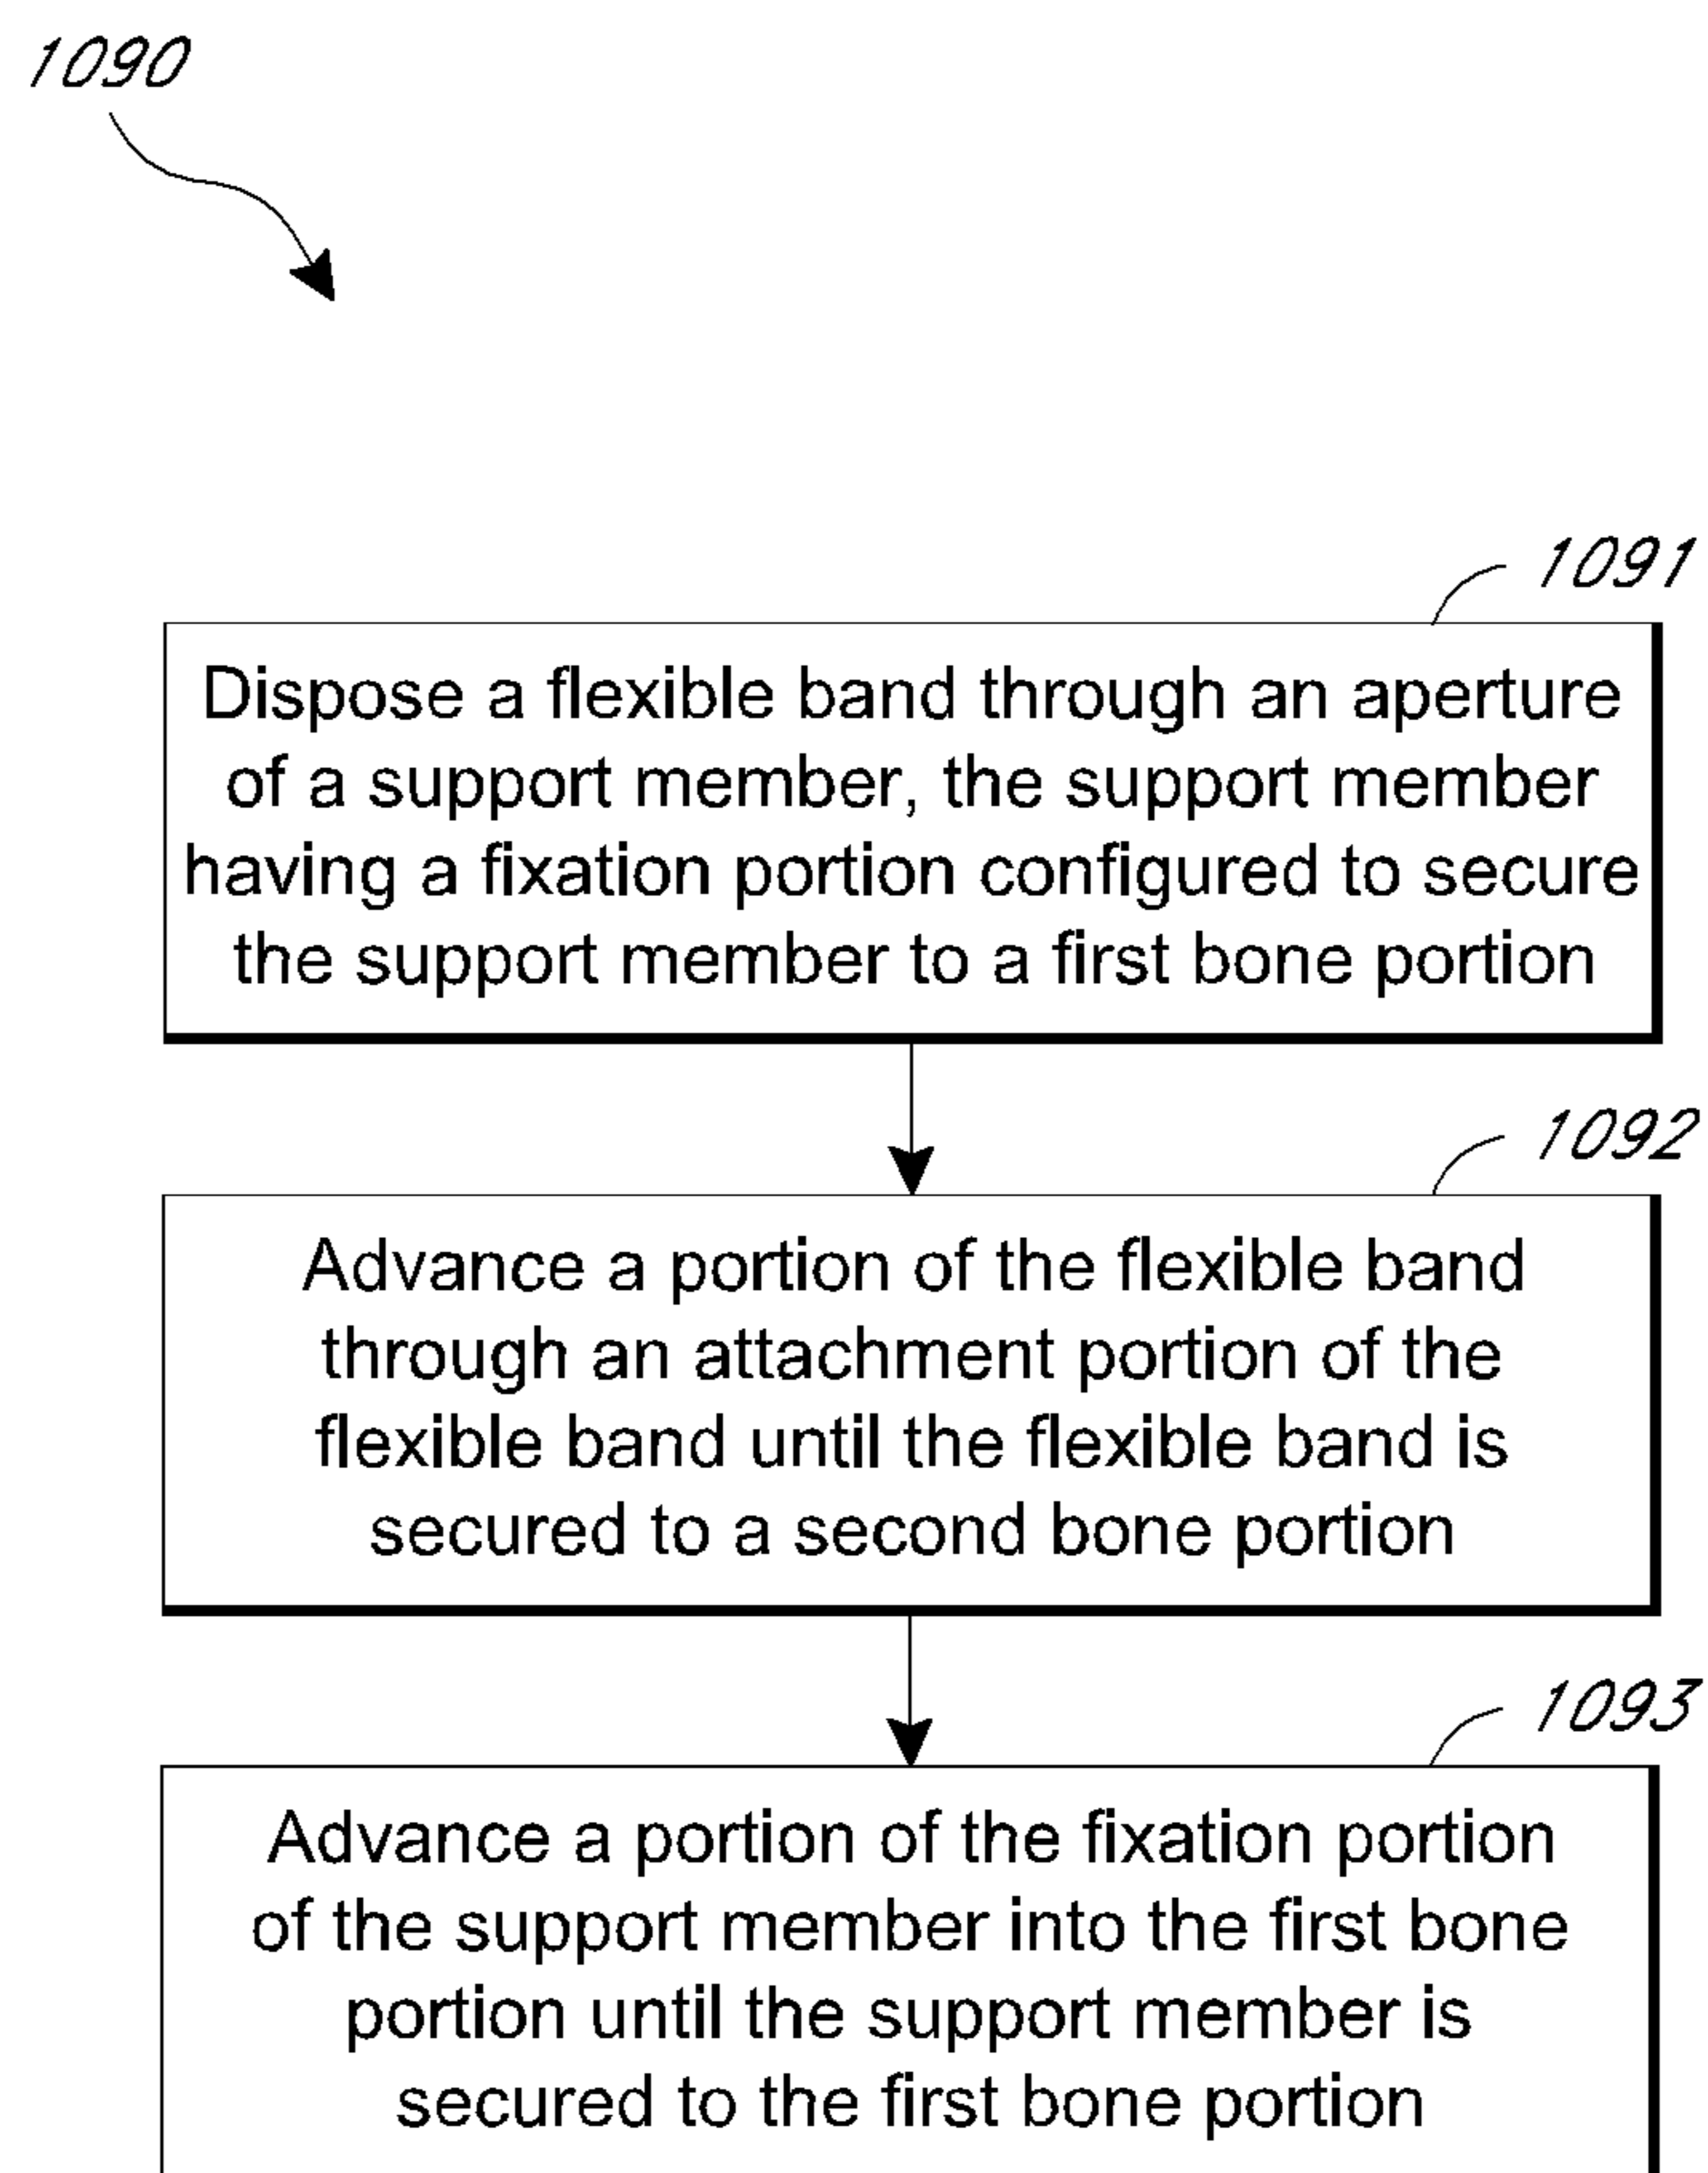 1090
1091
Dispose a flexible band through an aperture
of a support member, the support member
having a fixation portion configured to secure
the support member to a first bone portion
1092
Advance a portion of the flexible band
through an attachment portion of the
flexible band until the flexible band is
secured to a second bone portion
1093
Advance a portion of the fixation portion
of the support member into the first bone
portion until the support member is
secured to the first bone portion